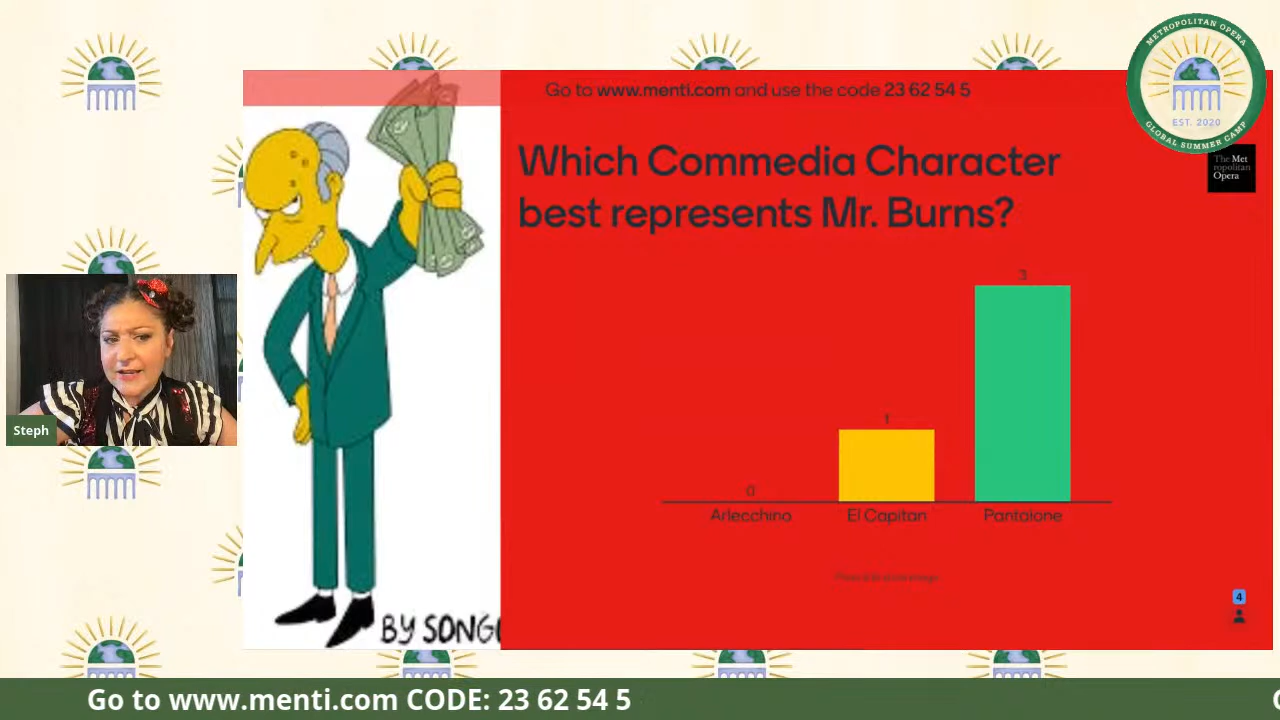 METROPOLITAN OPERA
EST. 2020
GLOBAL SUMMER CAMP
The Met
ropolitan
Opera
Go to www.menti.com and use the code 23 62 54 5
Which Commedia Character
best represents Mr. Burns?
3
1
0
Arlecchino
El Capitan
Pantalone
4
Steph
BY SONG
Go to www.menti.com CODE: 23 62 54 5